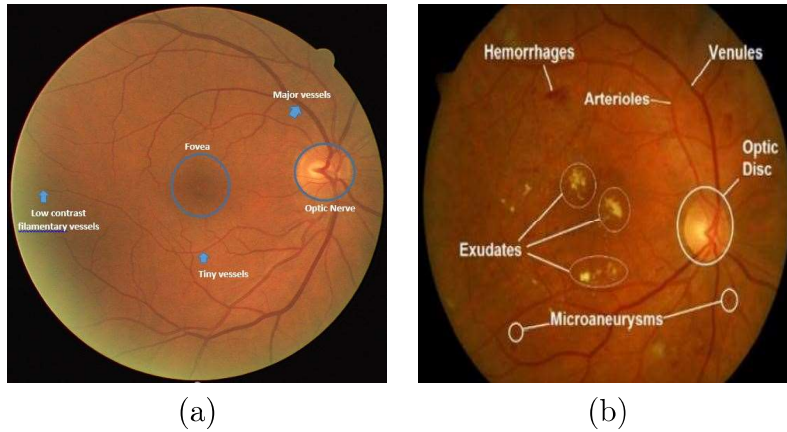 Major vessels
Fovea
Optic Nerve
Low contrast
filamentary vessels
Tiny vessels
(a)
Hemorrhages
Venules
Arterioles
Optic
Disc
Exudates
Microaneurysms
(b)